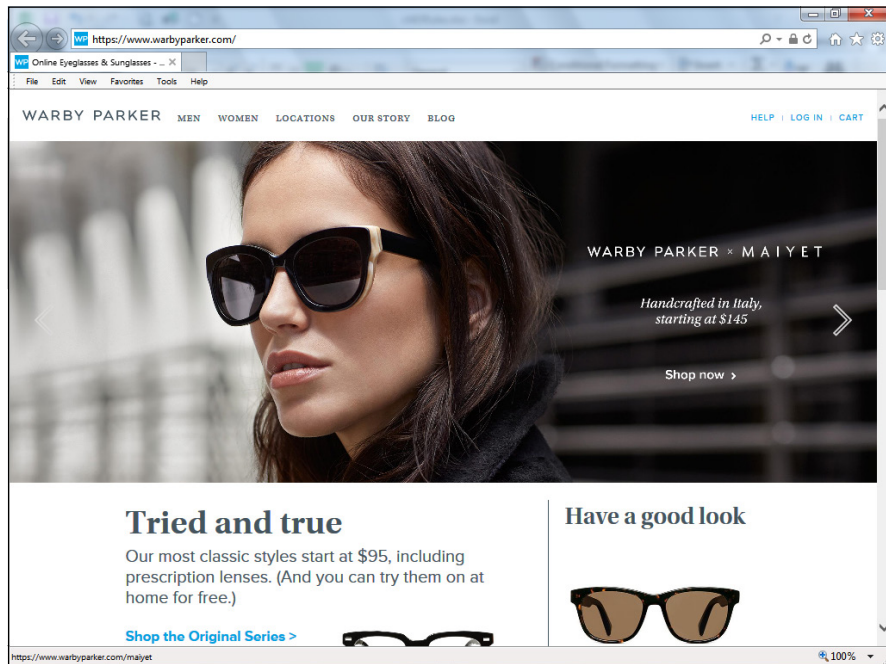 WP https://www.warbyparker.com/
WP Online Eyeglasses & Sunglasses - ...
File Edit View Favorites Tools Help
WARBY PARKER MEN WOMEN LOCATIONS OUR STORY BLOG HELP LOG IN CART
WARBY PARKER × MAIYET
Handcrafted in Italy,
starting at $145
Shop now >
Tried and true
Our most classic styles start at $95, including
prescription lenses. (And you can try them on at
home for free.)
Shop the Original Series >
Have a good look
https://www.warbyparker.com/maiyet
100%